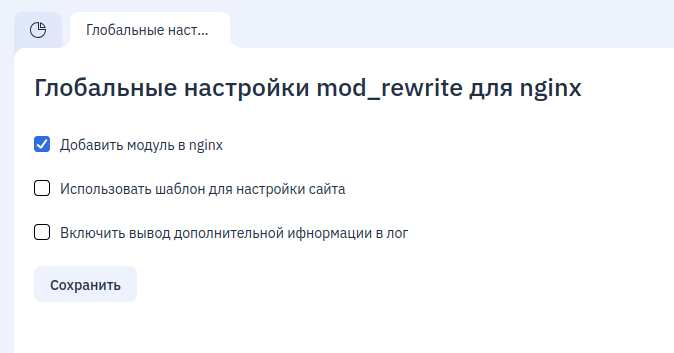 Глобальные наст...
Глобальные настройки mod_rewrite для nginx
Добавить модуль в nginx
Использовать шаблон для настройки сайта
Включить вывод дополнительной ифнормации в лог
Сохранить